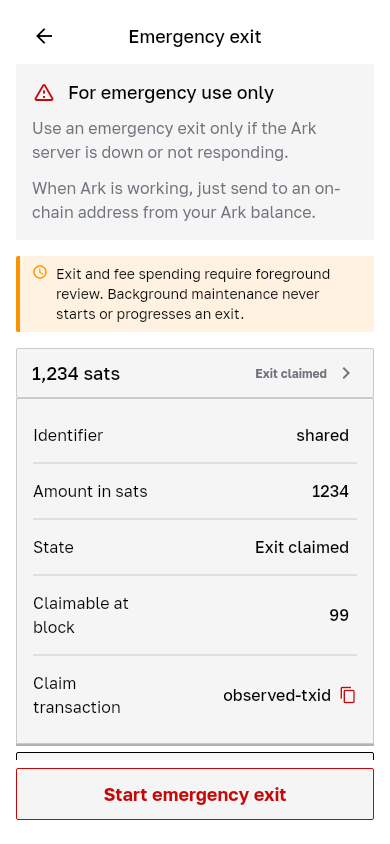 Emergency exit
For emergency use only
Use an emergency exit only if the Ark
server is down or not responding.
When Ark is working, just send to an on-
chain address from your Ark balance.
Exit and fee spending require foreground
review. Background maintenance never
starts or progresses an exit.
1,234 sats Exit claimed
Identifier shared
Amount in sats 1234
State Exit claimed
Claimable at
block 99
Claim
transaction observed-txid
Start emergency exit